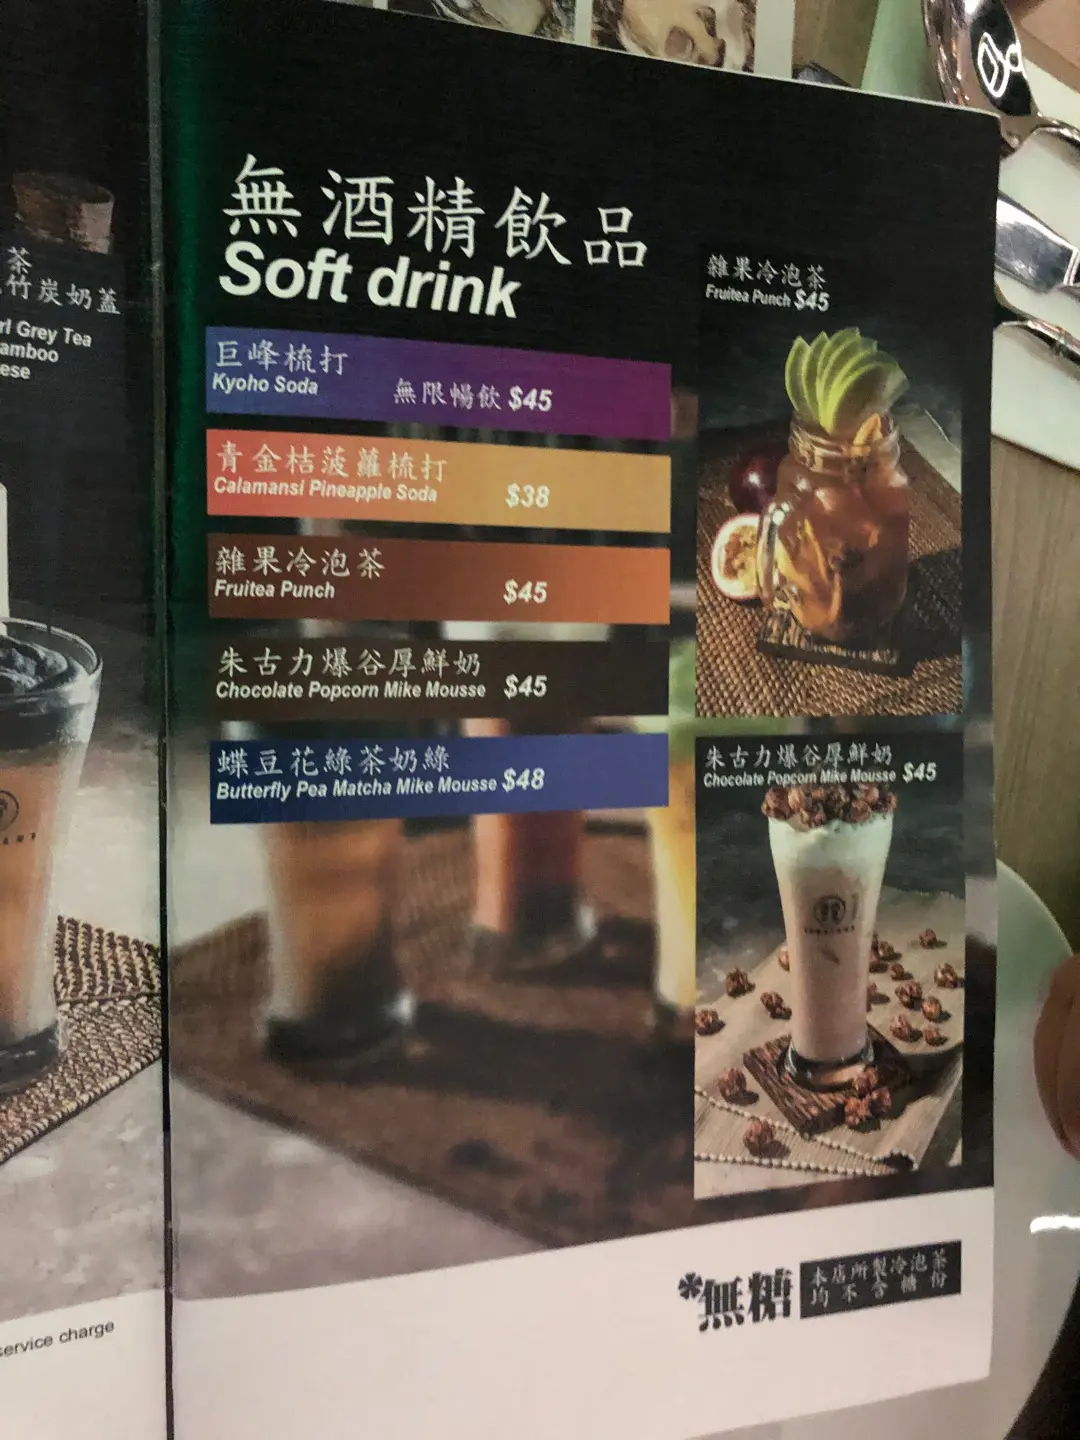 茶
竹炭奶蓋
rl Grey Tea
amboo
ese
service charge
無酒精飲品
Soft drink
巨峰梳打
Kyoho Soda
無限暢飲 $45
青金桔菠蘿梳打
Calamansi Pineapple Soda
$38
雜果冷泡茶
Fruitea Punch
$45
朱古力爆谷厚鮮奶
Chocolate Popcorn Mike Mousse $45
蝶豆花綠茶奶綠
Butterfly Pea Matcha Mike Mousse $48
雜果冷泡茶
Fruitea Punch $45
朱古力爆谷厚鮮奶
Chocolate Popcorn Mike Mousse $45
*無糖
本店所製冷泡茶
均不含糖份